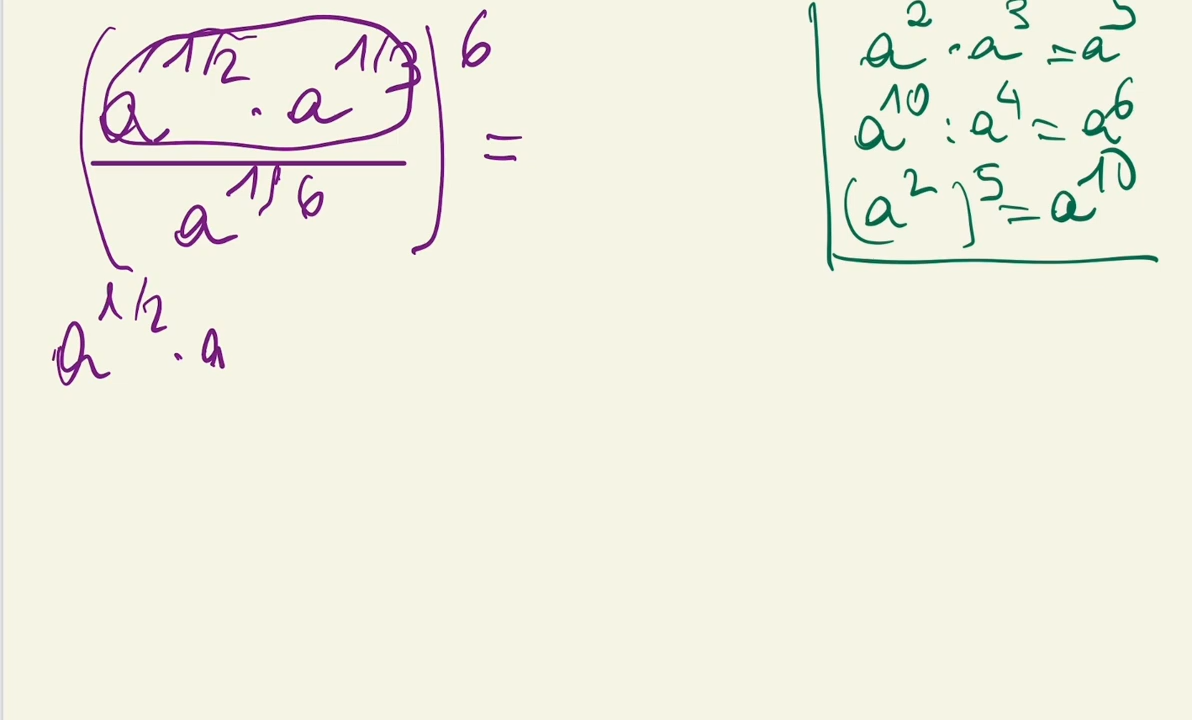 (a^{1/2} · a^{1/3} / a^{1/6})^6 =
a^{1/2} · a
a^2 · a^3 = a^5
a^{10} : a^4 = a^6
(a^2)^5 = a^{10}